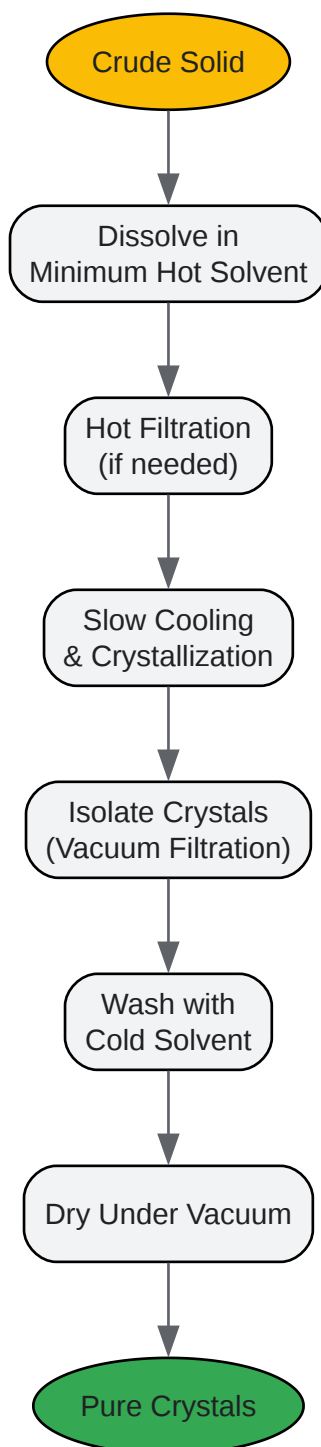 Crude Solid
Dissolve in
Minimum Hot Solvent
Hot Filtration
(if needed)
Slow Cooling
& Crystallization
Isolate Crystals
(Vacuum Filtration)
Wash with
Cold Solvent
Dry Under Vacuum
Pure Crystals